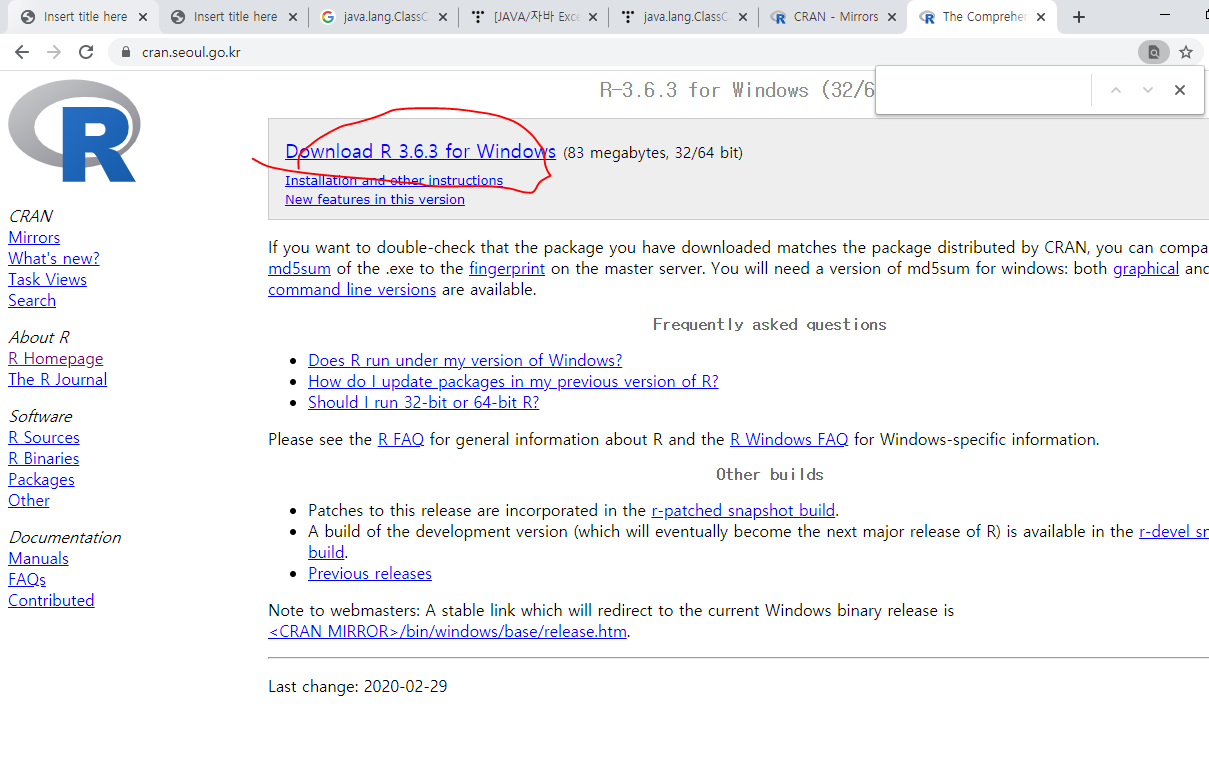 Insert title here
Insert title here
java.lang.ClassC
[JAVA/자바 Exce
java.lang.ClassC
CRAN - Mirrors
The Comprehen
cran.seoul.go.kr
R-3.6.3 for Windows (32/6
R
Download R 3.6.3 for Windows (83 megabytes, 32/64 bit)
Installation and other instructions
New features in this version
CRAN
Mirrors
What's new?
Task Views
Search
About R
R Homepage
The R Journal
Software
R Sources
R Binaries
Packages
Other
Documentation
Manuals
FAQs
Contributed
If you want to double-check that the package you have downloaded matches the package distributed by CRAN, you can compa
md5sum of the .exe to the fingerprint on the master server. You will need a version of md5sum for windows: both graphical and
command line versions are available.
Frequently asked questions
Does R run under my version of Windows?
How do I update packages in my previous version of R?
Should I run 32-bit or 64-bit R?
Please see the R FAQ for general information about R and the R Windows FAQ for Windows-specific information.
Other builds
Patches to this release are incorporated in the r-patched snapshot build.
A build of the development version (which will eventually become the next major release of R) is available in the r-devel sn
build.
Previous releases
Note to webmasters: A stable link which will redirect to the current Windows binary release is
<CRAN MIRROR>/bin/windows/base/release.htm.
Last change: 2020-02-29